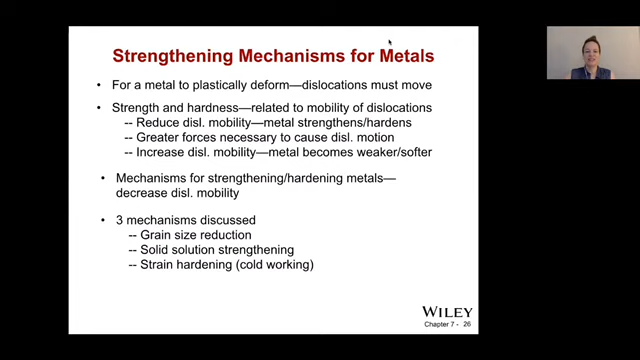 Strengthening Mechanisms for Metals
• For a metal to plastically deform—dislocations must move
• Strength and hardness—related to mobility of dislocations
-- Reduce disl. mobility—metal strengthens/hardens
-- Greater forces necessary to cause disl. motion
-- Increase disl. mobility—metal becomes weaker/softer
• Mechanisms for strengthening/hardening metals—
decrease disl. mobility
• 3 mechanisms discussed
-- Grain size reduction
-- Solid solution strengthening
-- Strain hardening (cold working)
WILEY
Chapter 7 - 26